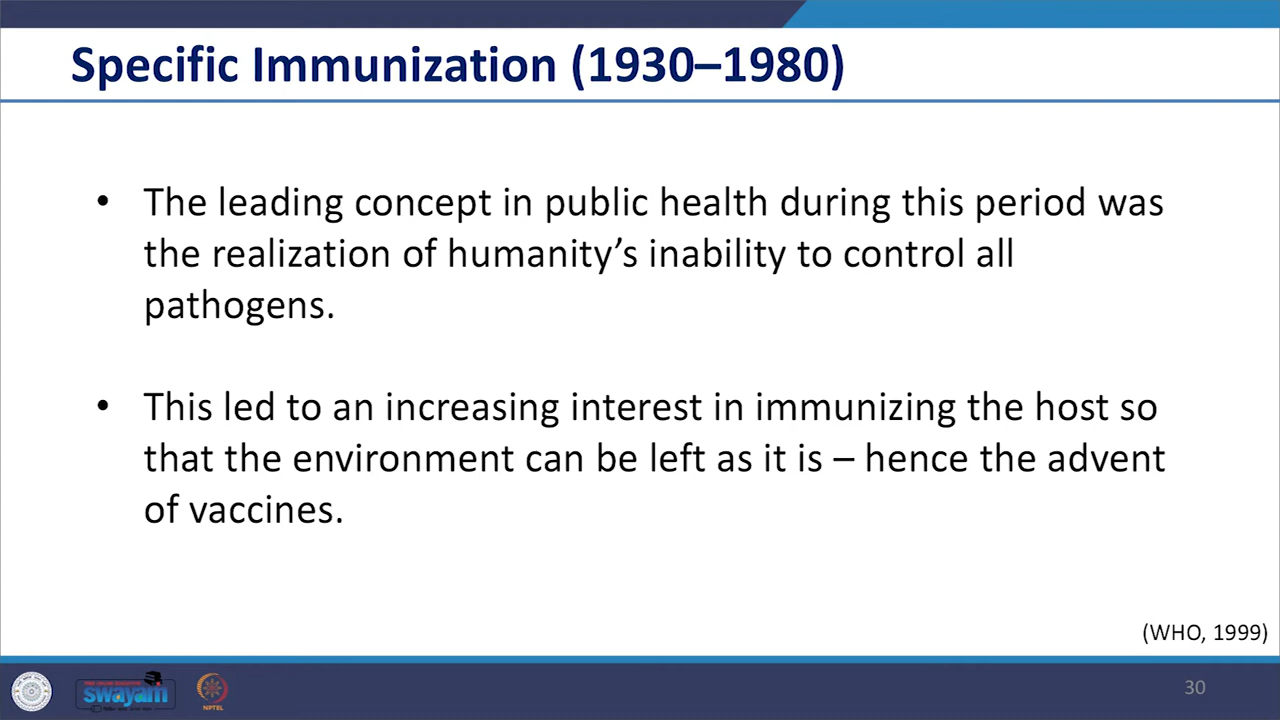 Specific Immunization (1930–1980)
• The leading concept in public health during this period was
the realization of humanity’s inability to control all
pathogens.
• This led to an increasing interest in immunizing the host so
that the environment can be left as it is – hence the advent
of vaccines.
(WHO, 1999)
swayam
NPTEL
30